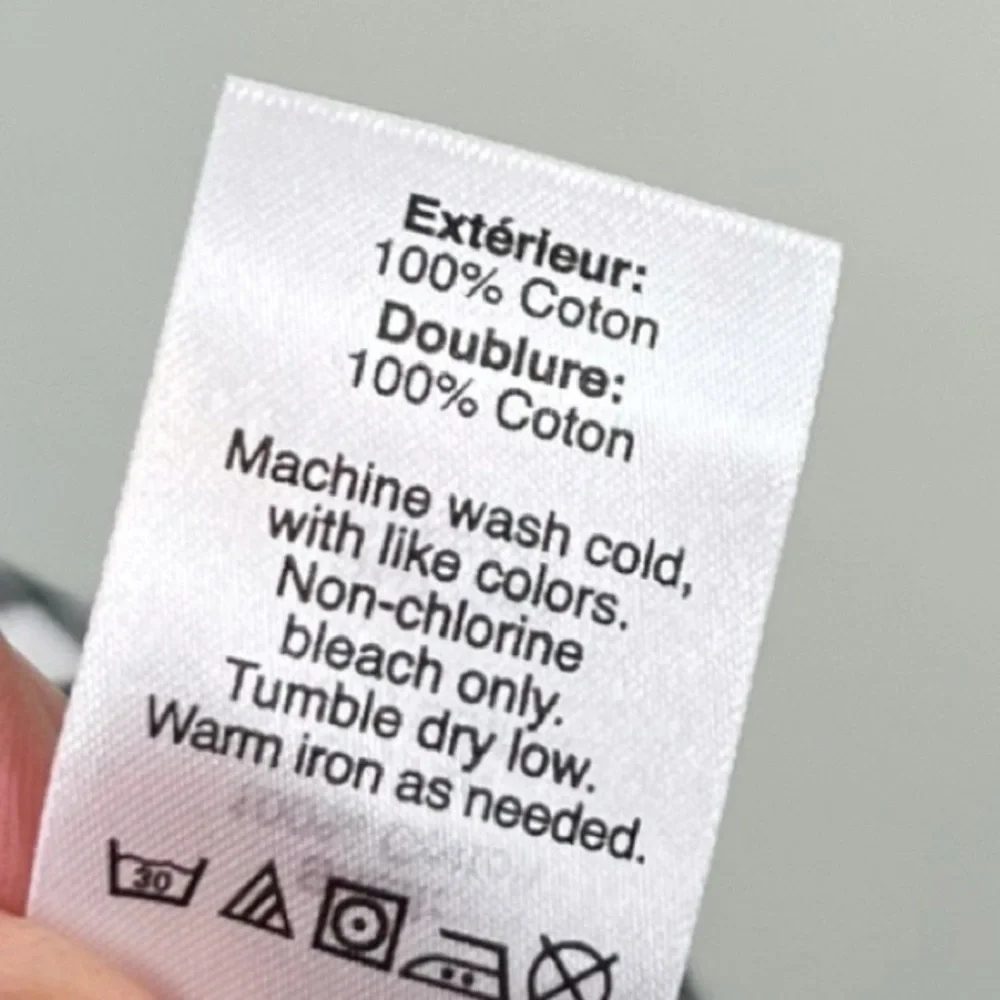 Extérieur:
100% Coton
Doublure:
100% Coton
Machine wash cold,
with like colors.
Non-chlorine
bleach only.
Tumble dry low.
Warm iron as needed.
30